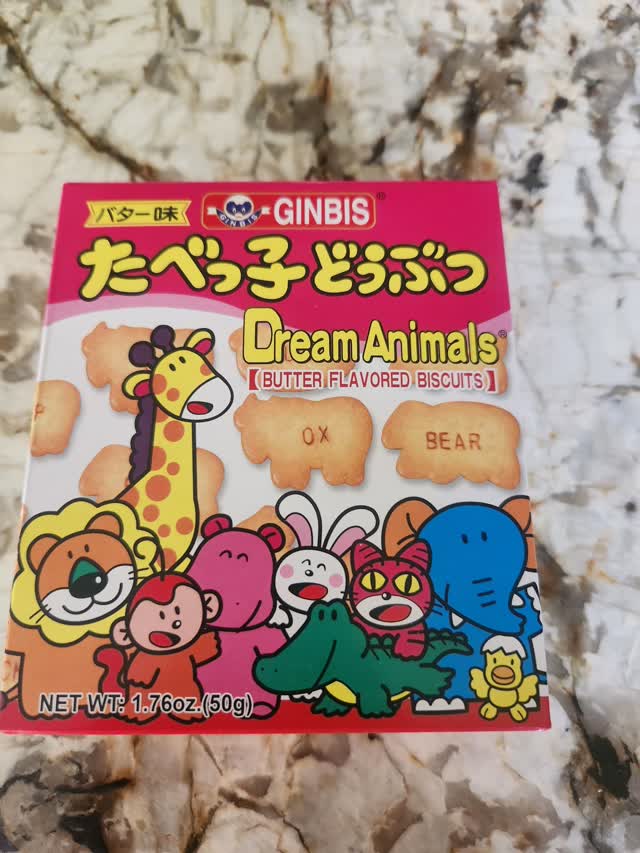 バター味
GINBIS GINBIS®
たべっ子どうぶつ
Dream Animals®
【BUTTER FLAVORED BISCUITS】
P
OX
BEAR
NET WT: 1.76oz.(50g)